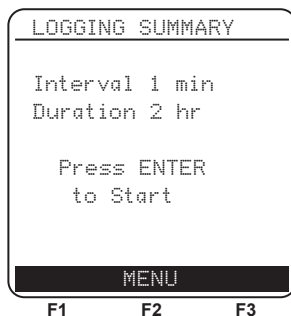 LOGGING SUMMARY
Interval 1 min
Duration 2 hr
Press ENTER
to Start
MENU
F1 F2 F3